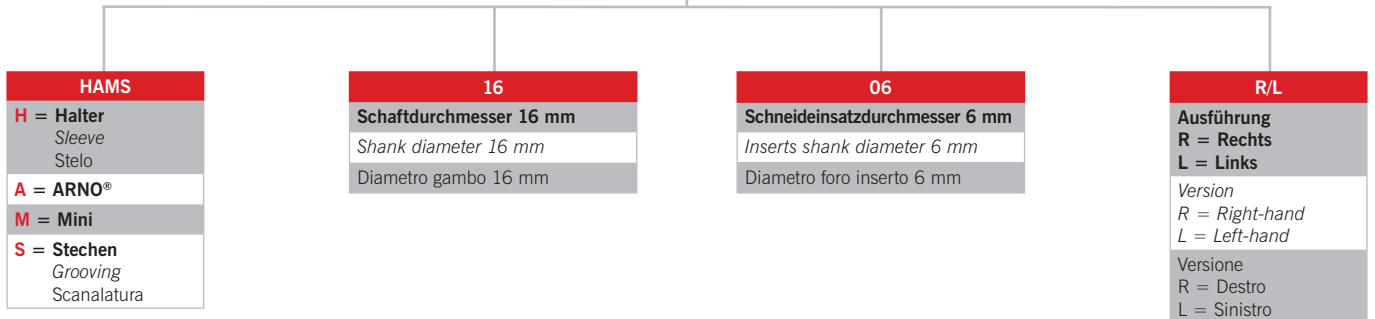 HAMS
H = Halter
Sleeve
Stelo
A = ARNO®
M = Mini
S = Stechen
Grooving
Scanalatura
16
Schaftdurchmesser 16 mm
Shank diameter 16 mm
Diametro gambo 16 mm
06
Schneideinsatzdurchmesser 6 mm
Inserts shank diameter 6 mm
Diametro foro inserto 6 mm
R/L
Ausführung
R = Rechts
L = Links
Version
R = Right-hand
L = Left-hand
Versione
R = Destro
L = Sinistro